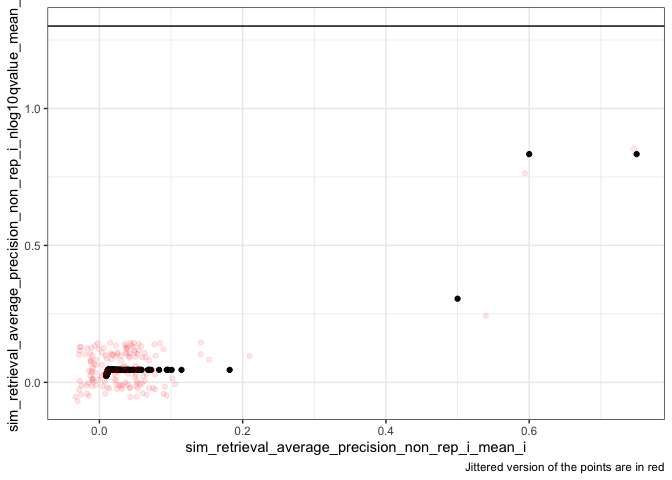 sim_retrieval_average_precision_non_rep_i_nlog10qvalue_mean_
1.0
0.5
0.0
0.0
0.2
0.4
0.6
sim_retrieval_average_precision_non_rep_i_mean_i
Jittered version of the points are in red